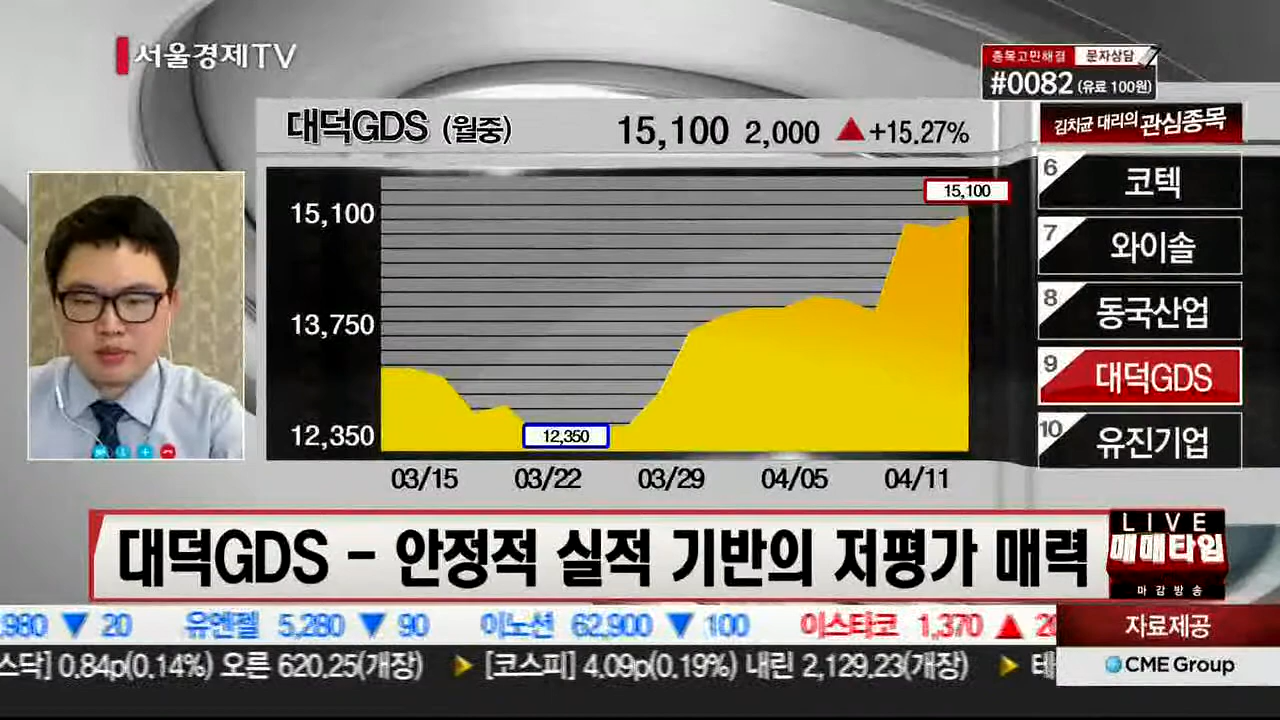 서울경제TV
종목고민해결 문자상담
#0082 (유료 100원)
대덕GDS (월중) 15,100 2,000 ▲+15.27%
김치균 대리의 관심종목
6 코텍
7 와이솔
8 동국산업
9 대덕GDS
10 유진기업
15,100
15,100
13,750
12,350
12,350
03/15 03/22 03/29 04/05 04/11
대덕GDS - 안정적 실적 기반의 저평가 매력
LIVE
매매타임
마감방송
,980 ▼ 20 유엔젤 5,280 ▼ 90 이노션 62,900 ▼ 100 이스타코 1,370 ▲ 20
자료제공
스닥] 0.84p(0.14%) 오른 620.25(개장) ▶ [코스피] 4.09p(0.19%) 내린 2,129.23(개장) ▶ 테
CME Group